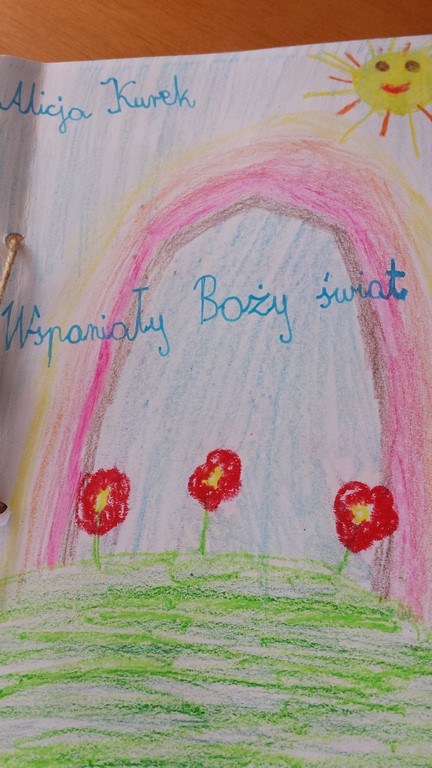 Alicja Kurek
Wspaniały Boży świat.